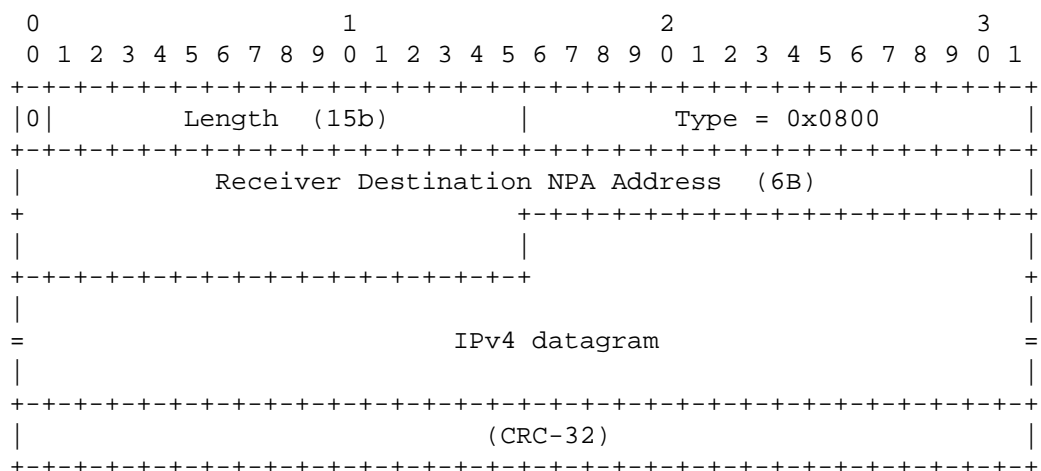 0                   1                   2                   3
 0 1 2 3 4 5 6 7 8 9 0 1 2 3 4 5 6 7 8 9 0 1 2 3 4 5 6 7 8 9 0 1
+-+-+-+-+-+-+-+-+-+-+-+-+-+-+-+-+-+-+-+-+-+-+-+-+-+-+-+-+-+-+-+-+
|0|        Length  (15b)        |         Type = 0x0800         |
+-+-+-+-+-+-+-+-+-+-+-+-+-+-+-+-+-+-+-+-+-+-+-+-+-+-+-+-+-+-+-+-+
|            Receiver Destination NPA Address  (6B)             |
+                               +-+-+-+-+-+-+-+-+-+-+-+-+-+-+-+-+
|                               |                               |
+-+-+-+-+-+-+-+-+-+-+-+-+-+-+-+-+                               +
|                                                               |
=                           IPv4 datagram                       =
|                                                               |
+-+-+-+-+-+-+-+-+-+-+-+-+-+-+-+-+-+-+-+-+-+-+-+-+-+-+-+-+-+-+-+-+
|                             (CRC-32)                          |
+-+-+-+-+-+-+-+-+-+-+-+-+-+-+-+-+-+-+-+-+-+-+-+-+-+-+-+-+-+-+-+-+